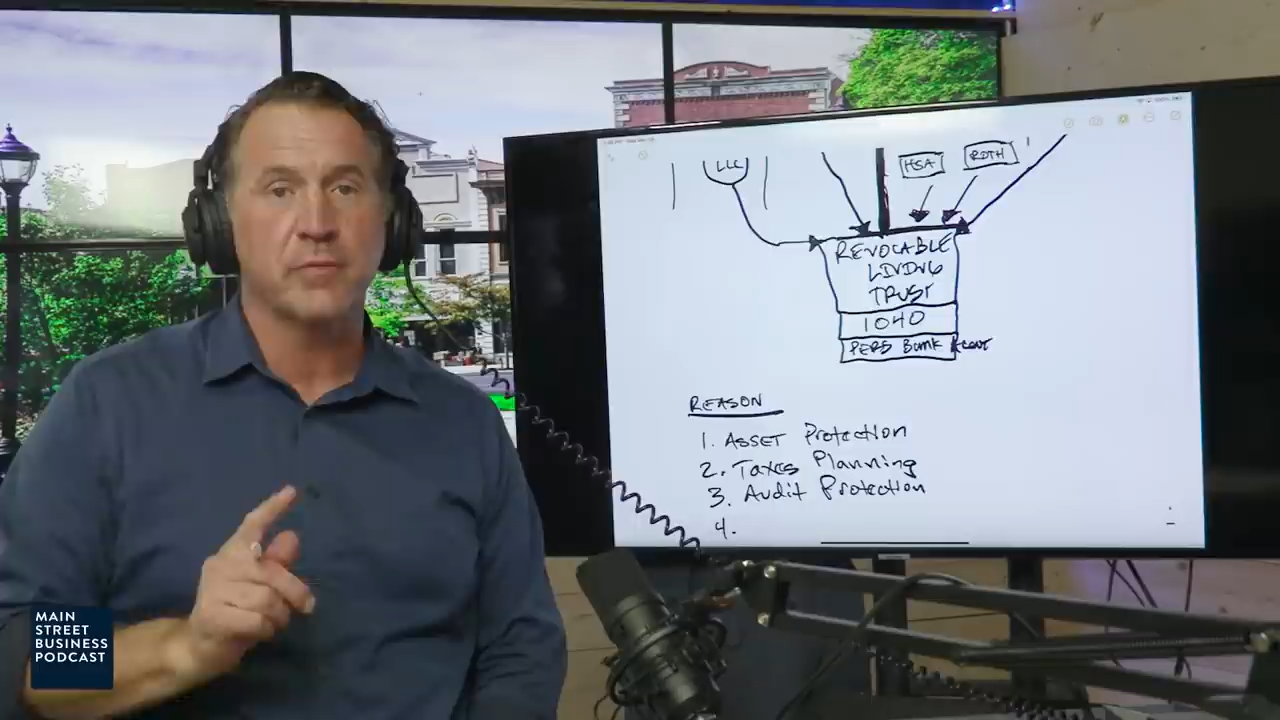 LLC
HSA
ROTH
REVOCABLE
LIVING
TRUST
1040
PERS BANK Account
REASON
1. ASSET Protection
2. Taxes Planning
3. Audit Protection
4.
MAIN
STREET
BUSINESS
PODCAST